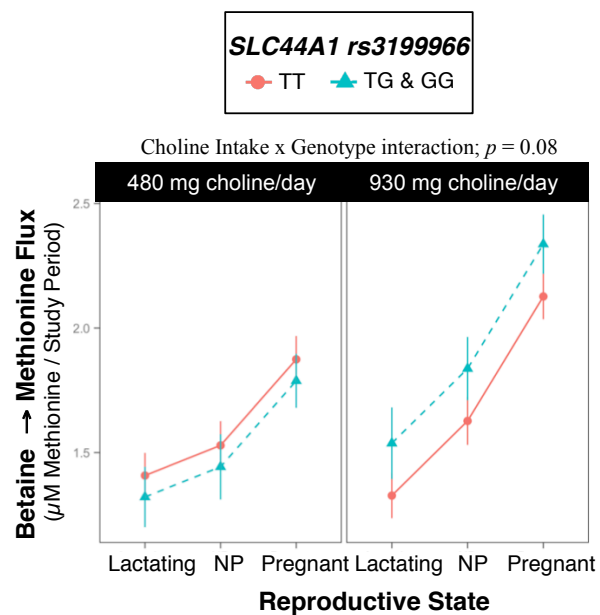 SLC44A1 rs3199966
TT TG & GG
Choline Intake x Genotype interaction; p = 0.08
480 mg choline/day 930 mg choline/day
2.5
2.0
1.5
Betaine → Methionine Flux
(µM Methionine / Study Period)
Lactating NP Pregnant Lactating NP Pregnant
Reproductive State